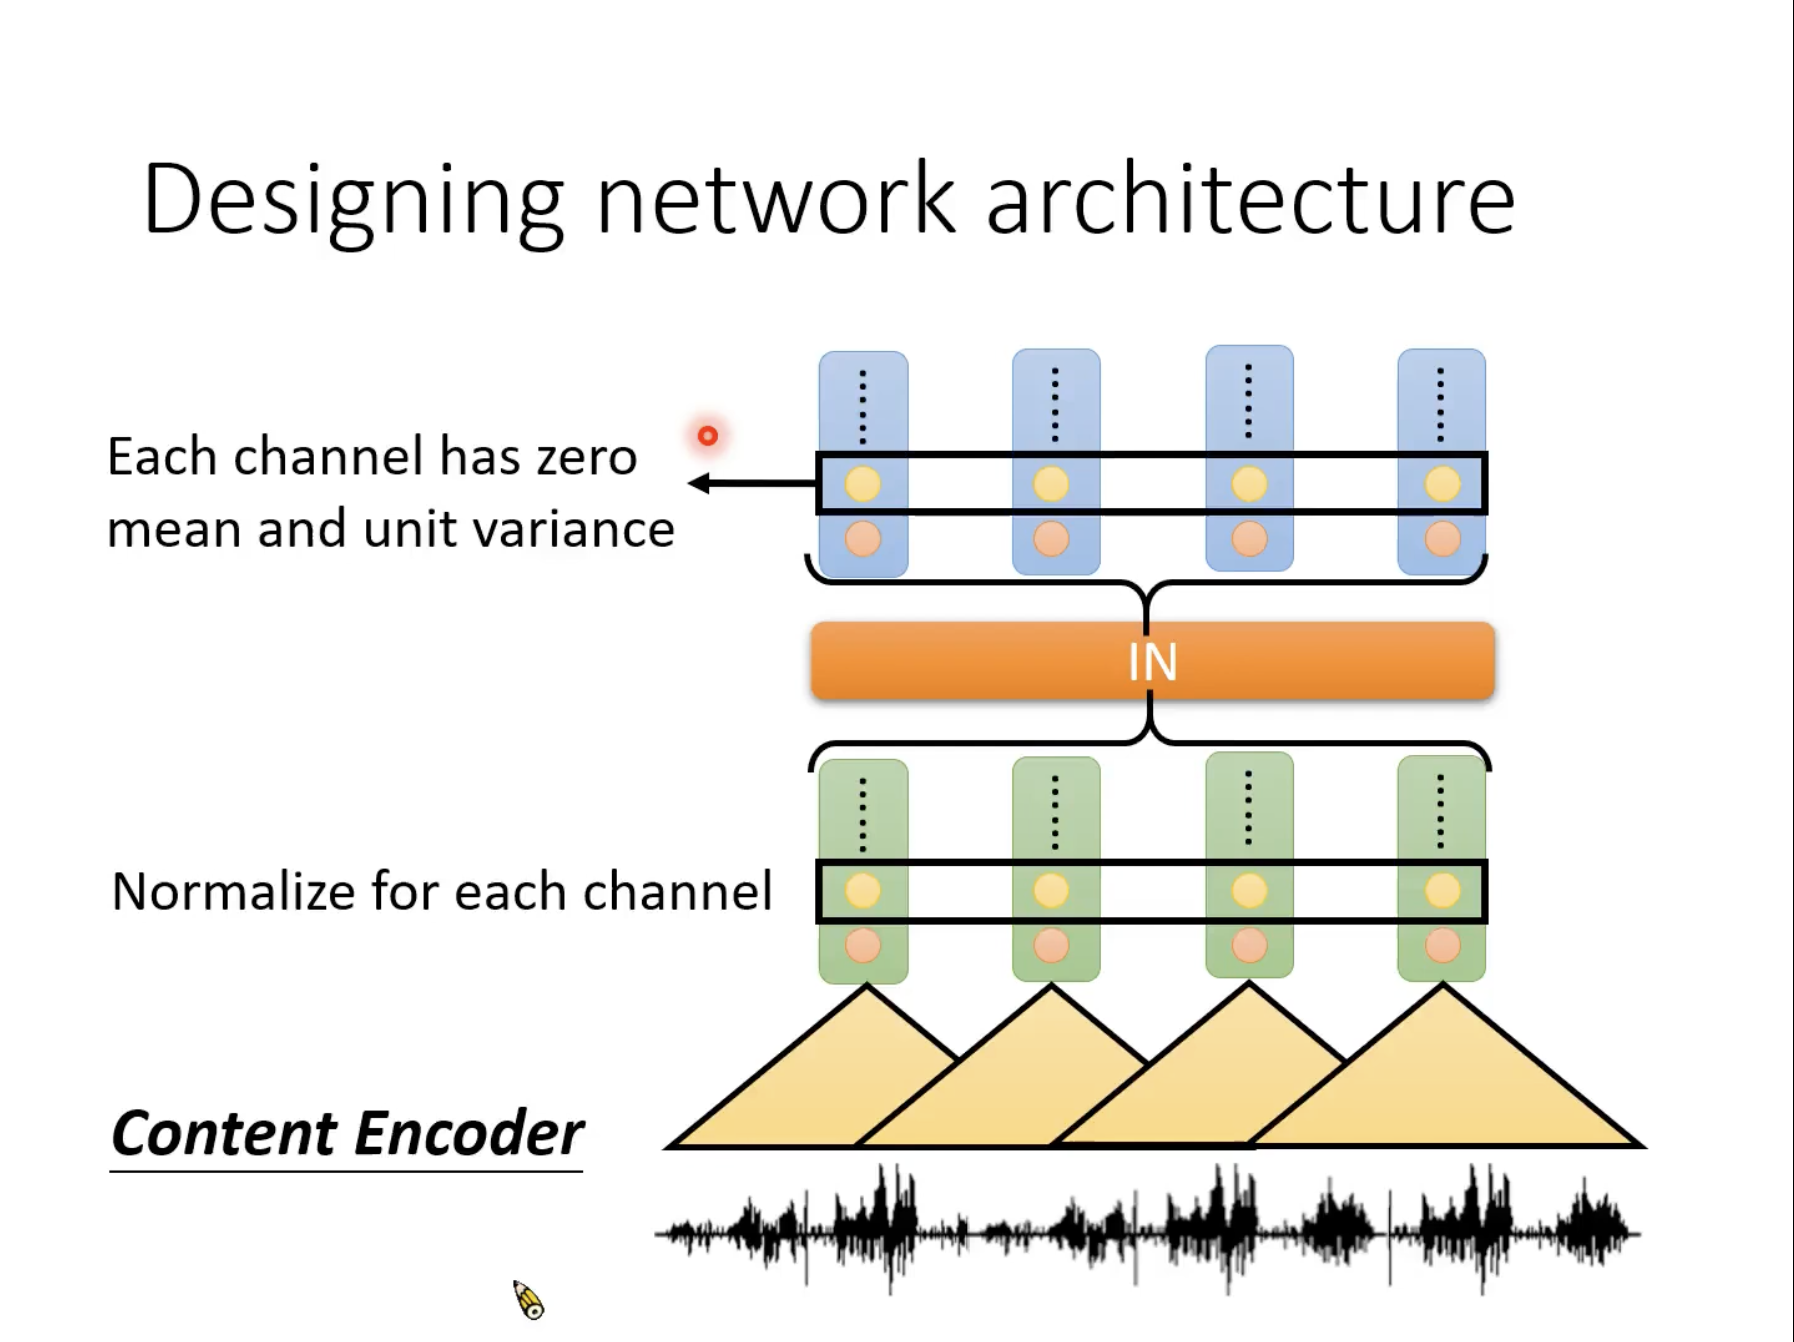 Designing network architecture
Each channel has zero
mean and unit variance
IN
Normalize for each channel
Content Encoder